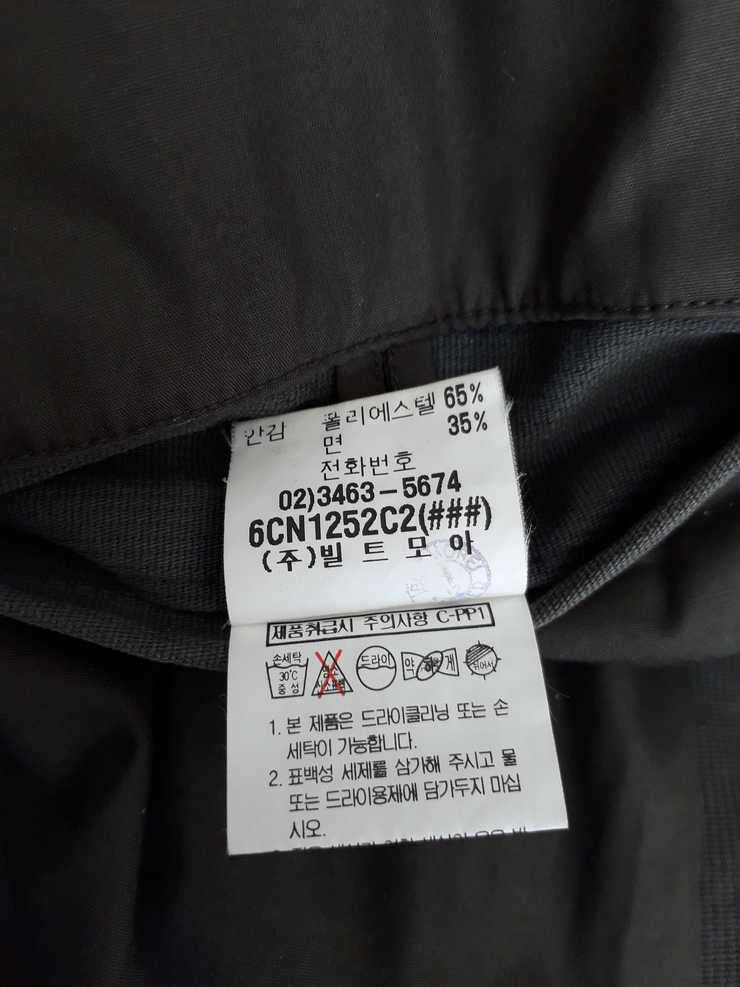 안감 폴리에스텔 65%
면 35%
전화번호
02)3463-5674
6CN1252C2(###)
(주)빌트모아
제품취급시 주의사항 C-PP1
손세탁
30℃
중성
드라이
약하게
뉘어서
1. 본 제품은 드라이클리닝 또는 손
세탁이 가능합니다.
2. 표백성 세제를 삼가해 주시고 물
또는 드라이용제에 담가두지 마십
시오.